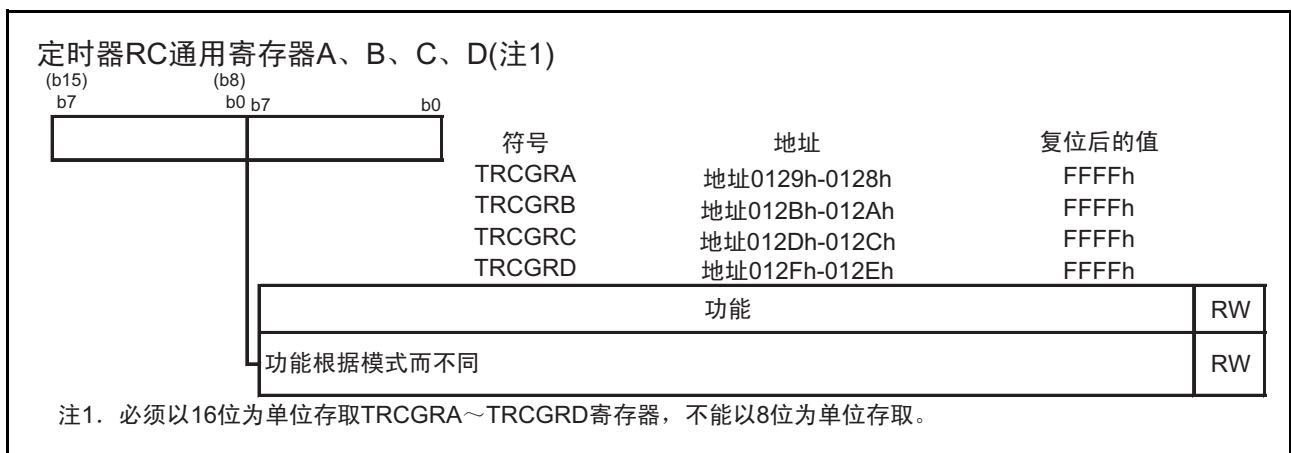 定时器RC通用寄存器A、B、C、D(注1)
(b15) (b8)
b7 b0 b7 b0
符号 地址 复位后的值
TRCGRA 地址0129h-0128h FFFFh
TRCGRB 地址012Bh-012Ah FFFFh
TRCGRC 地址012Dh-012Ch FFFFh
TRCGRD 地址012Fh-012Eh FFFFh
功能 RW
功能根据模式而不同 RW
注1. 必须以16位为单位存取TRCGRA～TRCGRD寄存器，不能以8位为单位存取。